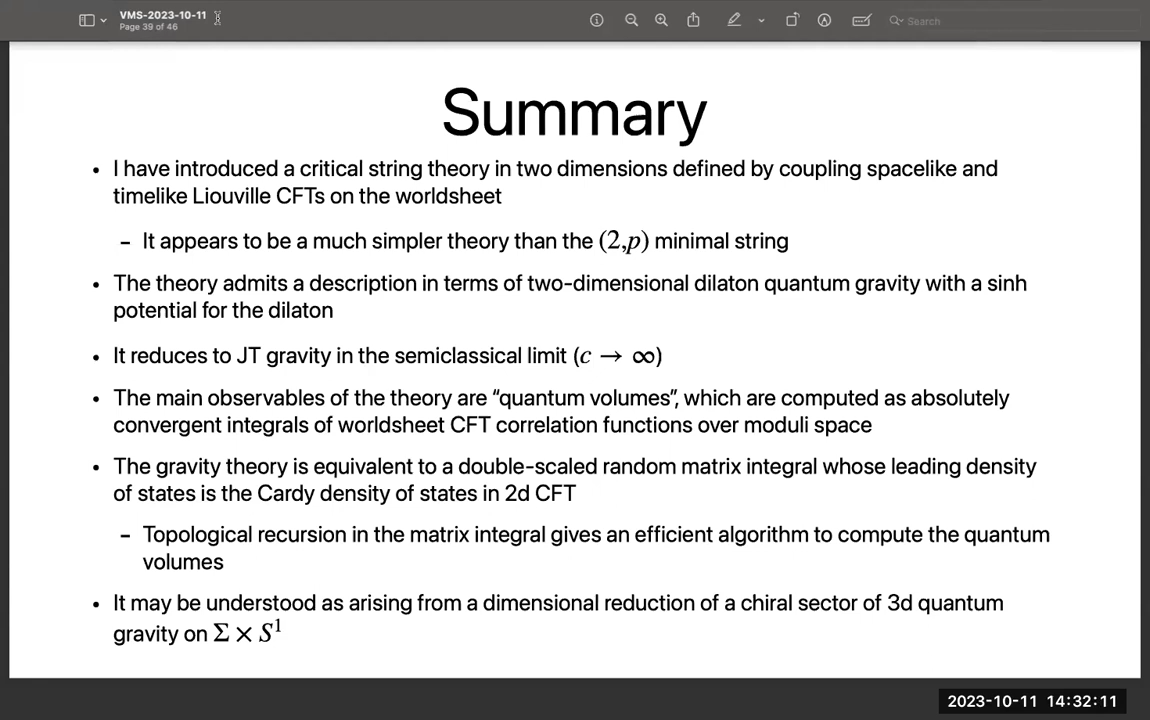 VMS-2023-10-11
Page 39 of 46
Search
Summary
• I have introduced a critical string theory in two dimensions defined by coupling spacelike and
timelike Liouville CFTs on the worldsheet
– It appears to be a much simpler theory than the (2,p) minimal string
• The theory admits a description in terms of two-dimensional dilaton quantum gravity with a sinh
potential for the dilaton
• It reduces to JT gravity in the semiclassical limit (c → ∞)
• The main observables of the theory are “quantum volumes”, which are computed as absolutely
convergent integrals of worldsheet CFT correlation functions over moduli space
• The gravity theory is equivalent to a double-scaled random matrix integral whose leading density
of states is the Cardy density of states in 2d CFT
– Topological recursion in the matrix integral gives an efficient algorithm to compute the quantum
volumes
• It may be understood as arising from a dimensional reduction of a chiral sector of 3d quantum
gravity on Σ × S¹
2023-10-11 14:32:11